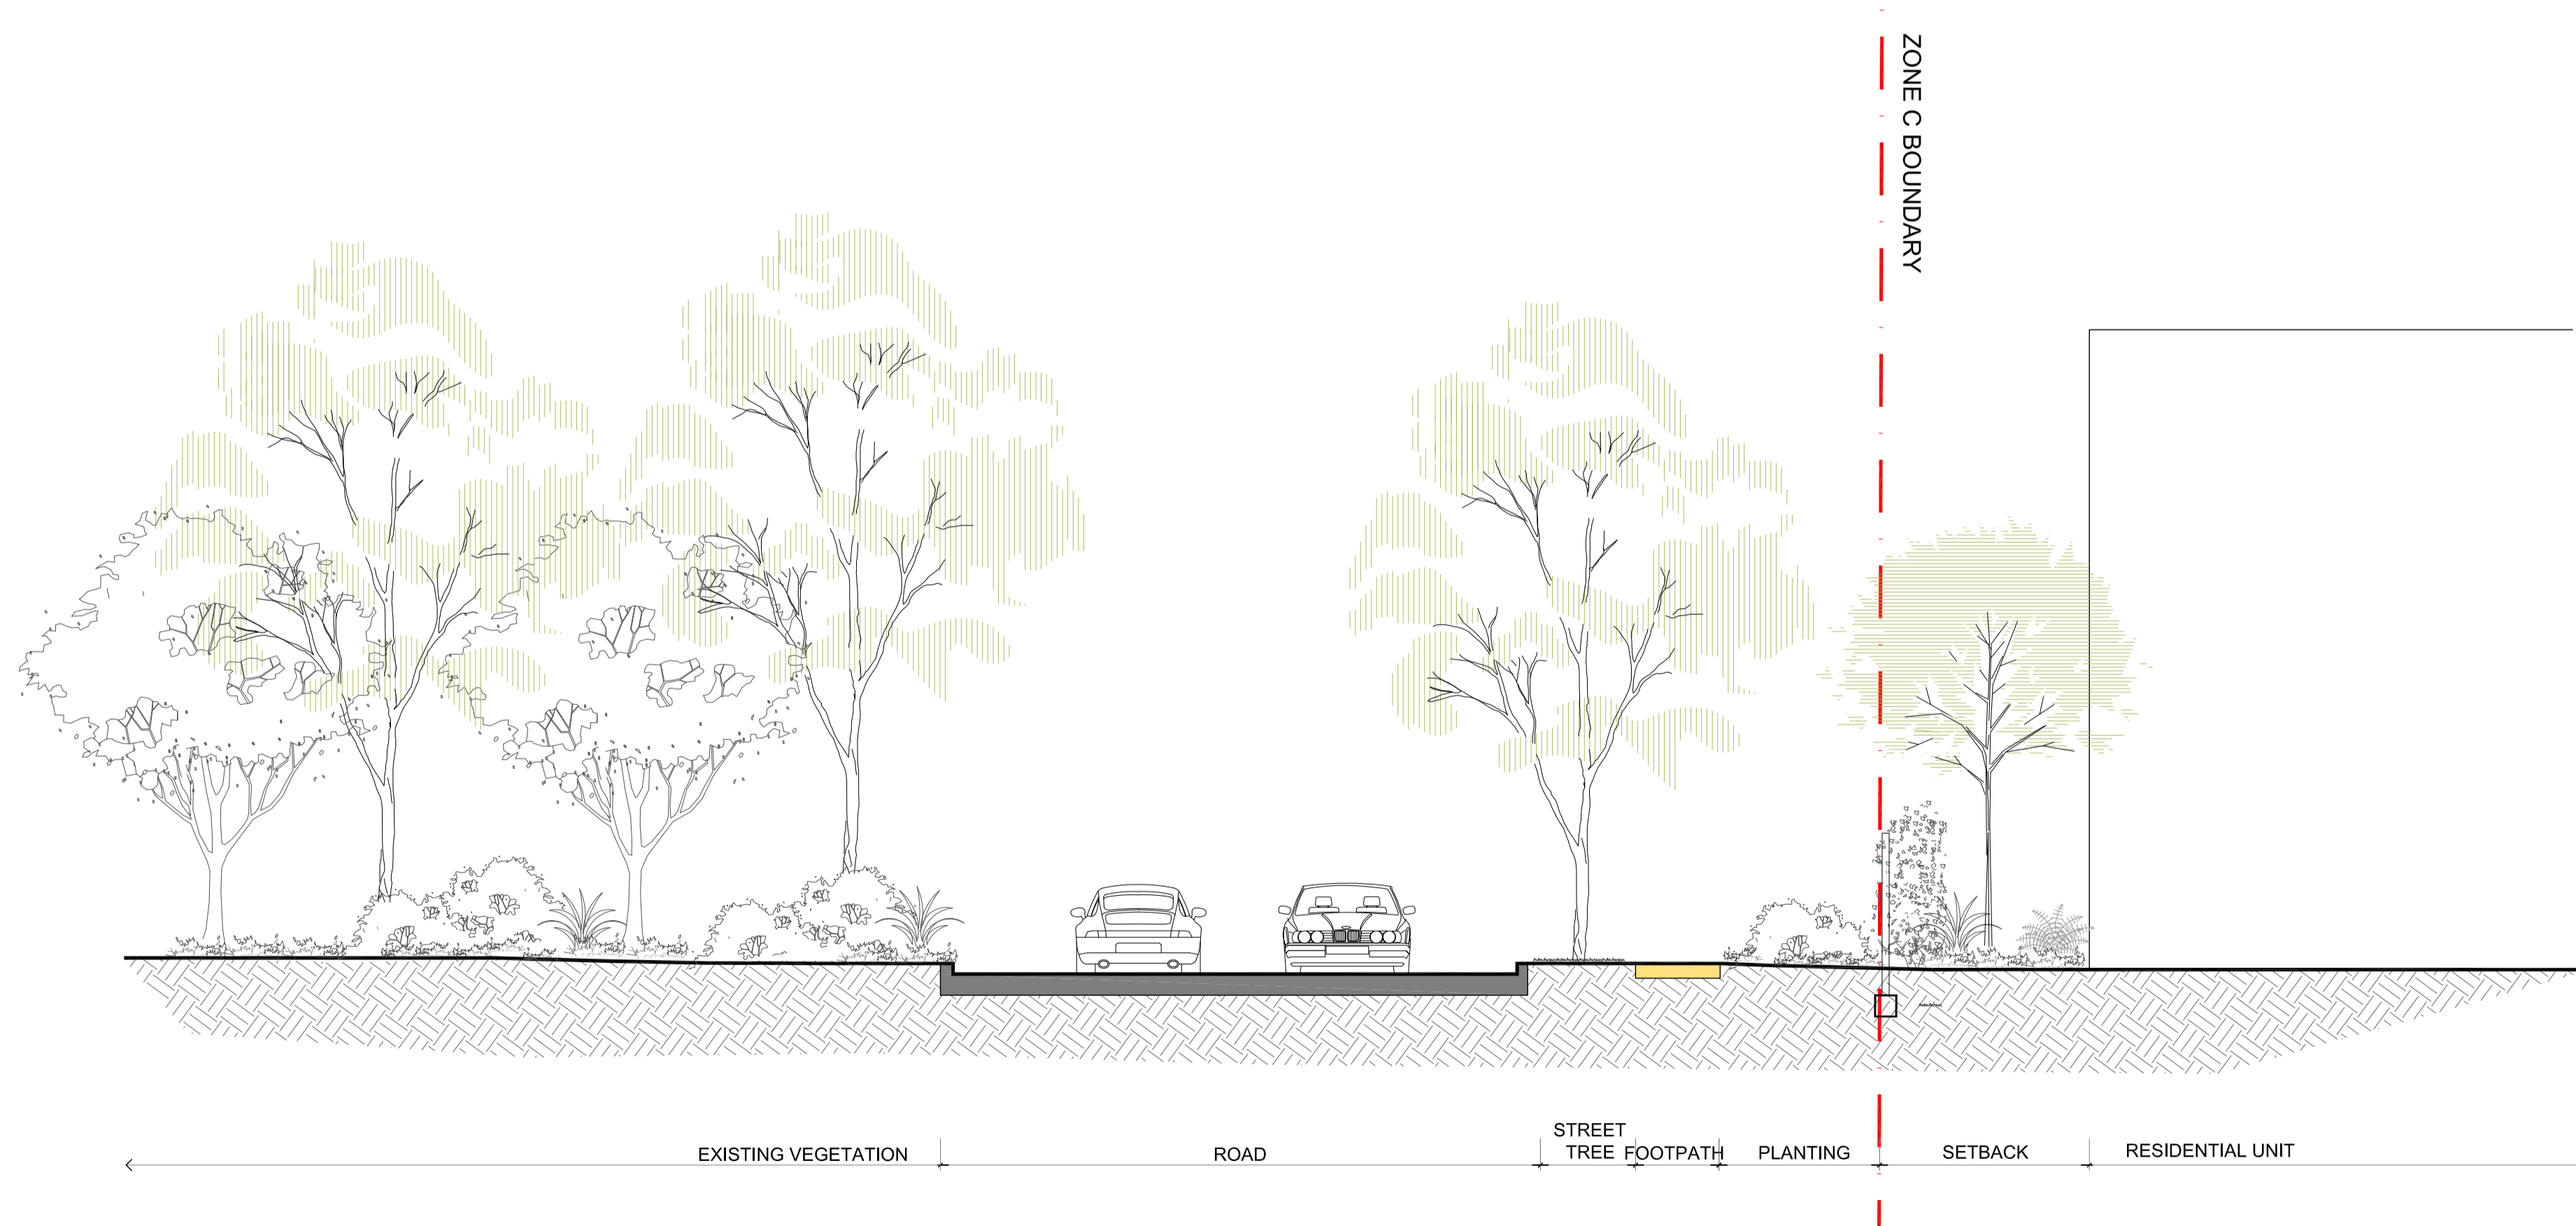 ZONE C BOUNDARY
EXISTING VEGETATION
ROAD
STREET
TREE
FOOTPATH
PLANTING
SETBACK
RESIDENTIAL UNIT